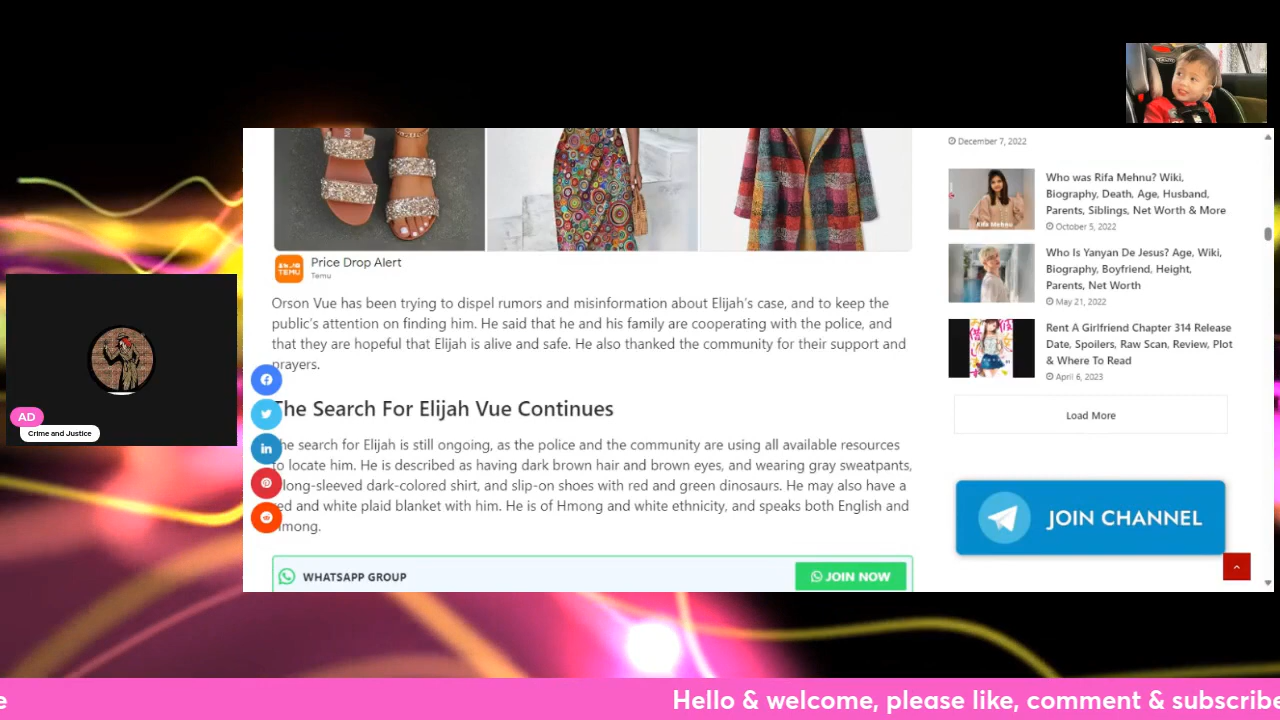 December 7, 2022
Who was Rifa Mehnu? Wiki,
Biography, Death, Age, Husband,
Parents, Siblings, Net Worth & More
October 5, 2022
Rifa Mehnu
Who Is Yanyan De Jesus? Age, Wiki,
Biography, Boyfriend, Height,
Parents, Net Worth
May 21, 2022
Rent A Girlfriend Chapter 314 Release
Date, Spoilers, Raw Scan, Review, Plot
& Where To Read
April 6, 2023
Load More
JOIN CHANNEL
TEMU
Price Drop Alert
Temu
Orson Vue has been trying to dispel rumors and misinformation about Elijah's case, and to keep the
public's attention on finding him. He said that he and his family are cooperating with the police, and
that they are hopeful that Elijah is alive and safe. He also thanked the community for their support and
prayers.
The Search For Elijah Vue Continues
The search for Elijah is still ongoing, as the police and the community are using all available resources
to locate him. He is described as having dark brown hair and brown eyes, and wearing gray sweatpants,
long-sleeved dark-colored shirt, and slip-on shoes with red and green dinosaurs. He may also have a
red and white plaid blanket with him. He is of Hmong and white ethnicity, and speaks both English and
Hmong.
WHATSAPP GROUP
JOIN NOW
AD
Crime and Justice
e
Hello & welcome, please like, comment & subscribe